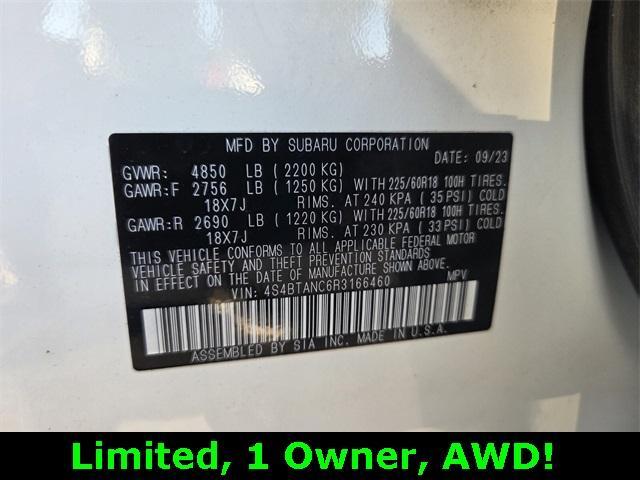 MFD BY SUBARU CORPORATION
DATE: 09/23
GVWR: 4850 LB (2200 KG)
GAWR:F 2756 LB (1250 KG) WITH 225/60R18 100H TIRES.
18X7J RIMS. AT 240 KPA (35 PSI) COLD
GAWR:R 2690 LB (1220 KG) WITH 225/60R18 100H TIRES.
18X7J RIMS. AT 230 KPA (33 PSI) COLD
THIS VEHICLE CONFORMS TO ALL APPLICABLE FEDERAL MOTOR
VEHICLE SAFETY AND THEFT PREVENTION STANDARDS IN EFFECT
ON THE DATE OF MANUFACTURE SHOWN ABOVE.
VIN: 4S4BTANC6R3166460 MPV
ASSEMBLED BY SIA INC. MADE IN U.S.A.
Limited, 1 Owner, AWD!